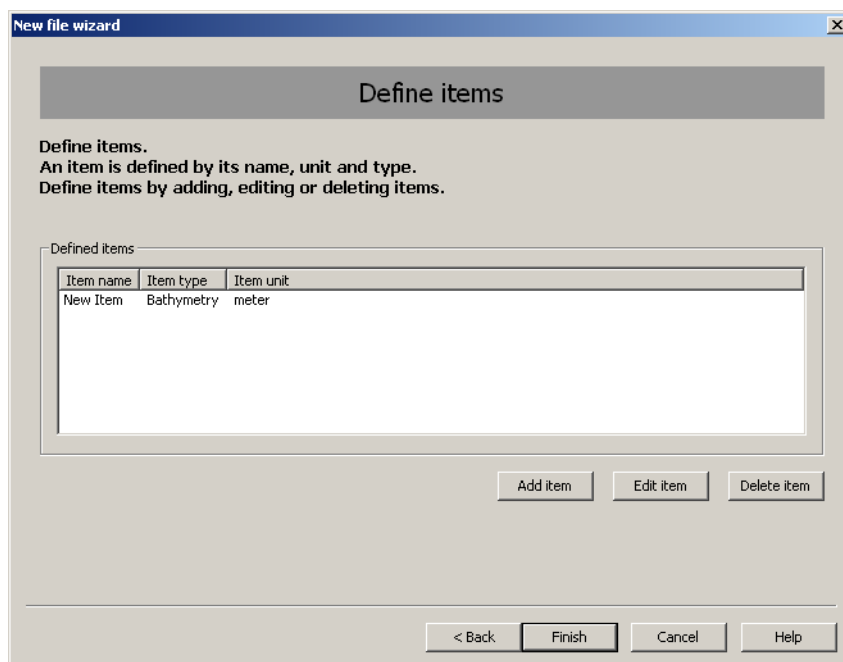 New file wizard
Define items
Define items.
An item is defined by its name, unit and type.
Define items by adding, editing or deleting items.
Defined items
Item name Item type Item unit
New Item Bathymetry meter
Add item Edit item Delete item
< Back Finish Cancel Help